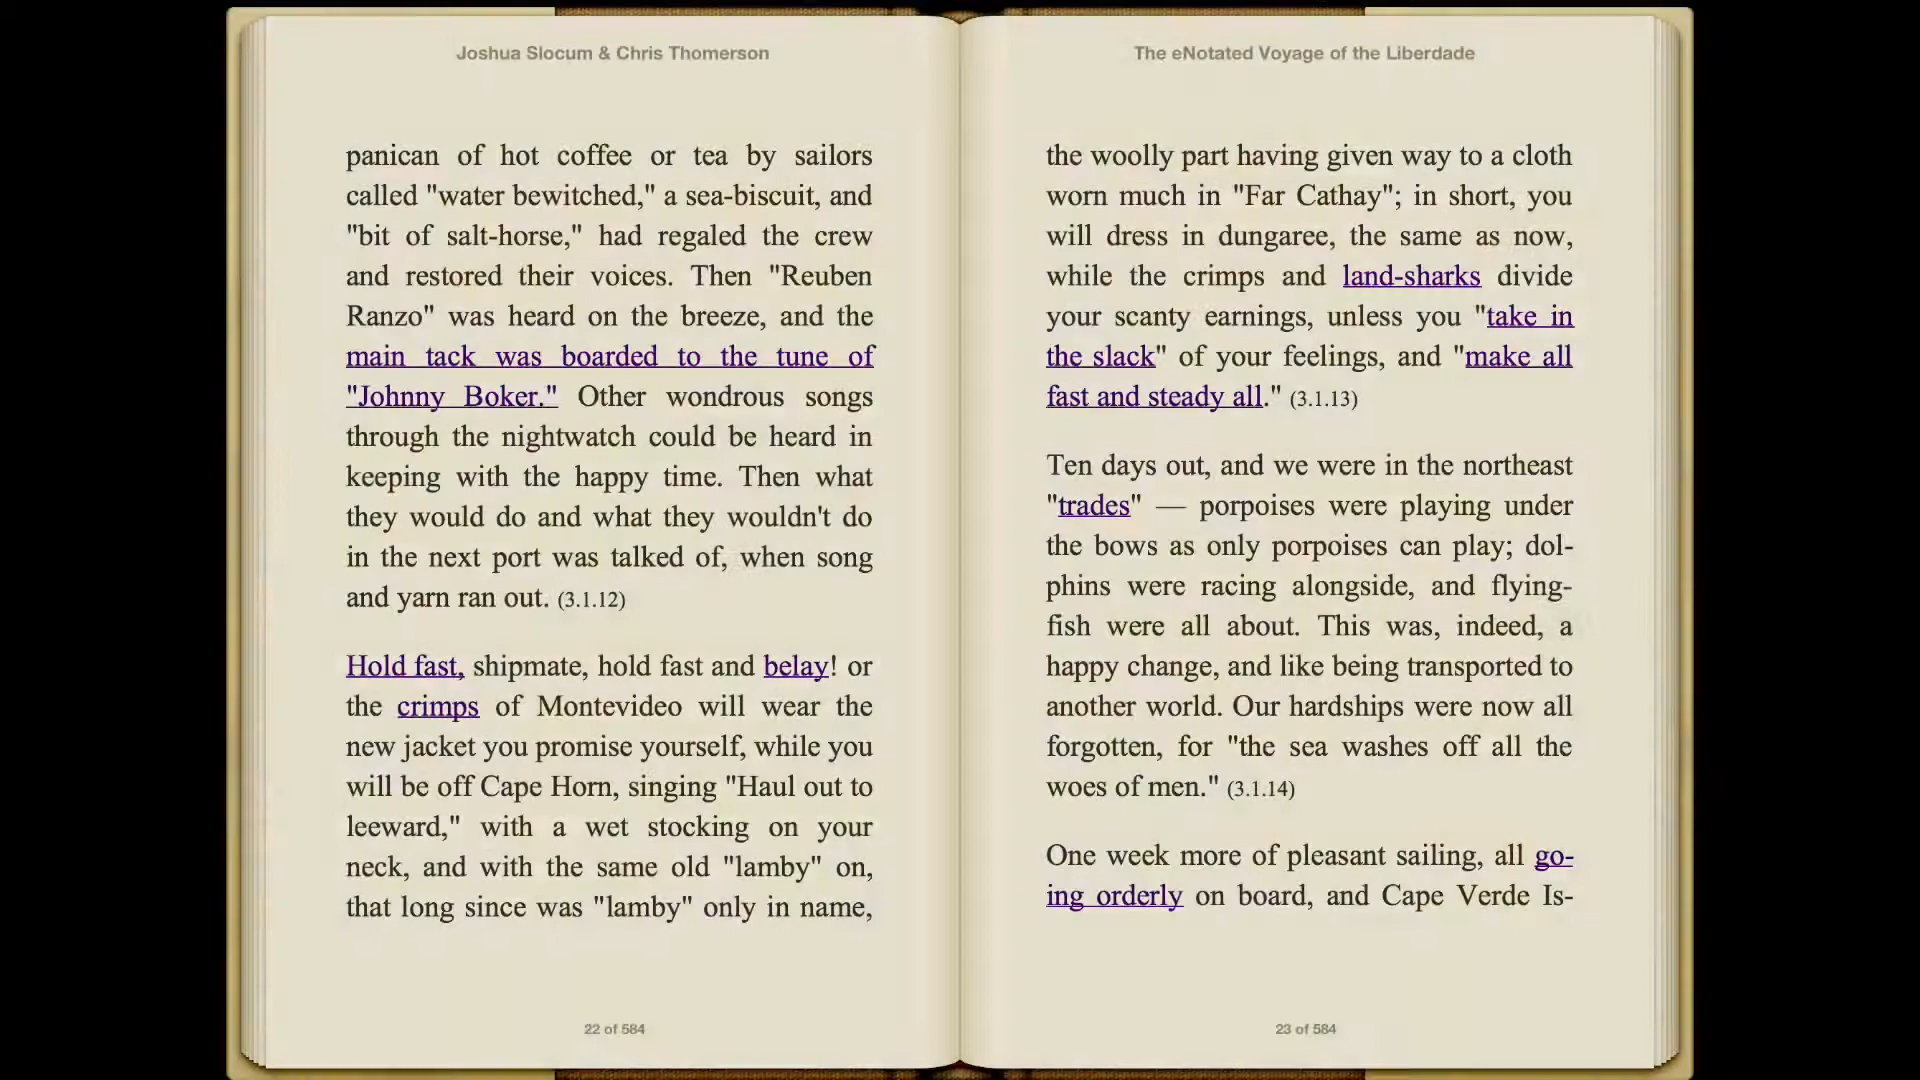 Joshua Slocum & Chris Thomerson
panican of hot coffee or tea by sailors
called "water bewitched," a sea-biscuit, and
"bit of salt-horse," had regaled the crew
and restored their voices. Then "Reuben
Ranzo" was heard on the breeze, and the
main tack was boarded to the tune of
"Johnny Boker." Other wondrous songs
through the nightwatch could be heard in
keeping with the happy time. Then what
they would do and what they wouldn't do
in the next port was talked of, when song
and yarn ran out. (3.1.12)
Hold fast, shipmate, hold fast and belay! or
the crimps of Montevideo will wear the
new jacket you promise yourself, while you
will be off Cape Horn, singing "Haul out to
leeward," with a wet stocking on your
neck, and with the same old "lamby" on,
that long since was "lamby" only in name,
22 of 584
The eNotated Voyage of the Liberdade
the woolly part having given way to a cloth
worn much in "Far Cathay"; in short, you
will dress in dungaree, the same as now,
while the crimps and land-sharks divide
your scanty earnings, unless you "take in
the slack" of your feelings, and "make all
fast and steady all." (3.1.13)
Ten days out, and we were in the northeast
"trades" — porpoises were playing under
the bows as only porpoises can play; dol-
phins were racing alongside, and flying-
fish were all about. This was, indeed, a
happy change, and like being transported to
another world. Our hardships were now all
forgotten, for "the sea washes off all the
woes of men." (3.1.14)
One week more of pleasant sailing, all go-
ing orderly on board, and Cape Verde Is-
23 of 584